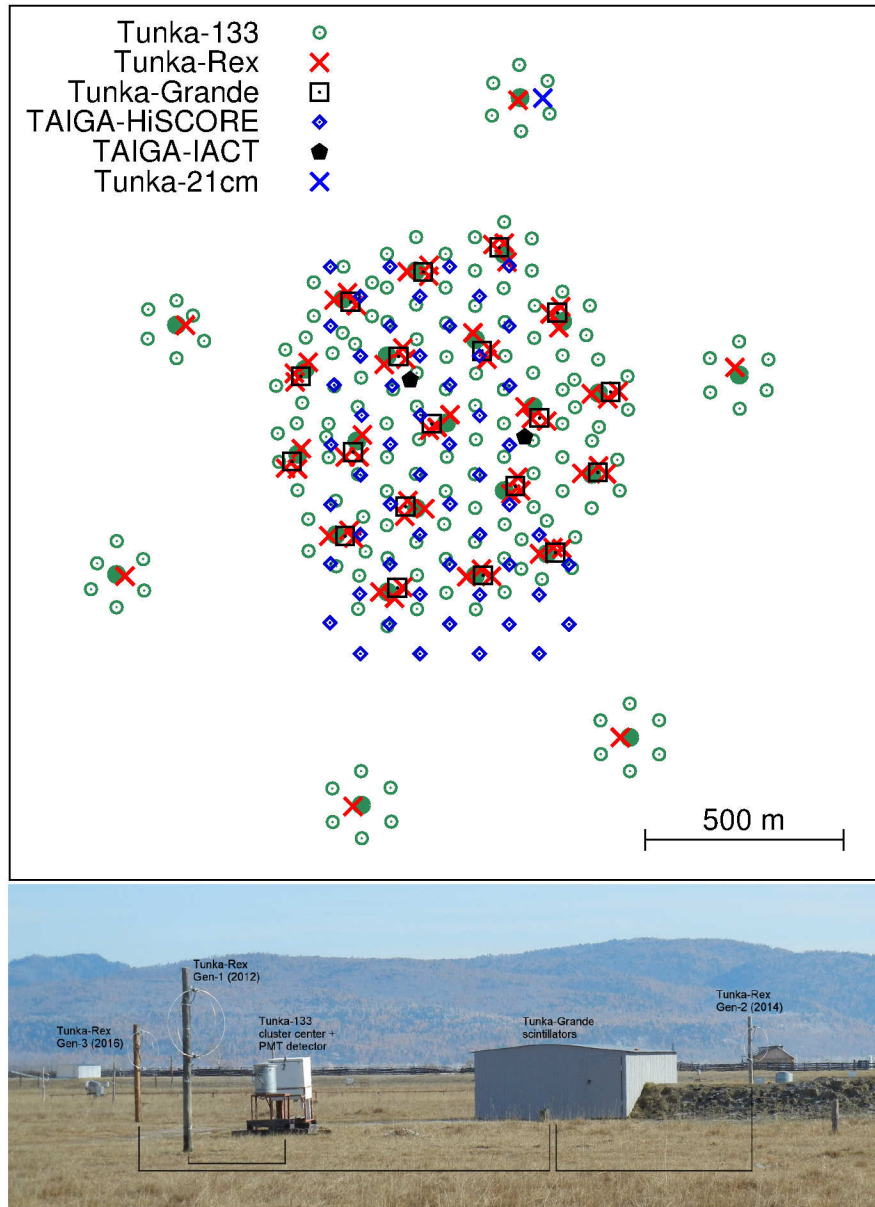 Tunka-133
Tunka-Rex
Tunka-Grande
TAIGA-HiSCORE
TAIGA-IACT
Tunka-21cm
500 m
Tunka-Rex
Gen-1 (2012)
Tunka-Rex
Gen-3 (2016)
Tunka-133
cluster center +
PMT detector
Tunka-Grande
scintillators
Tunka-Rex
Gen-2 (2014)